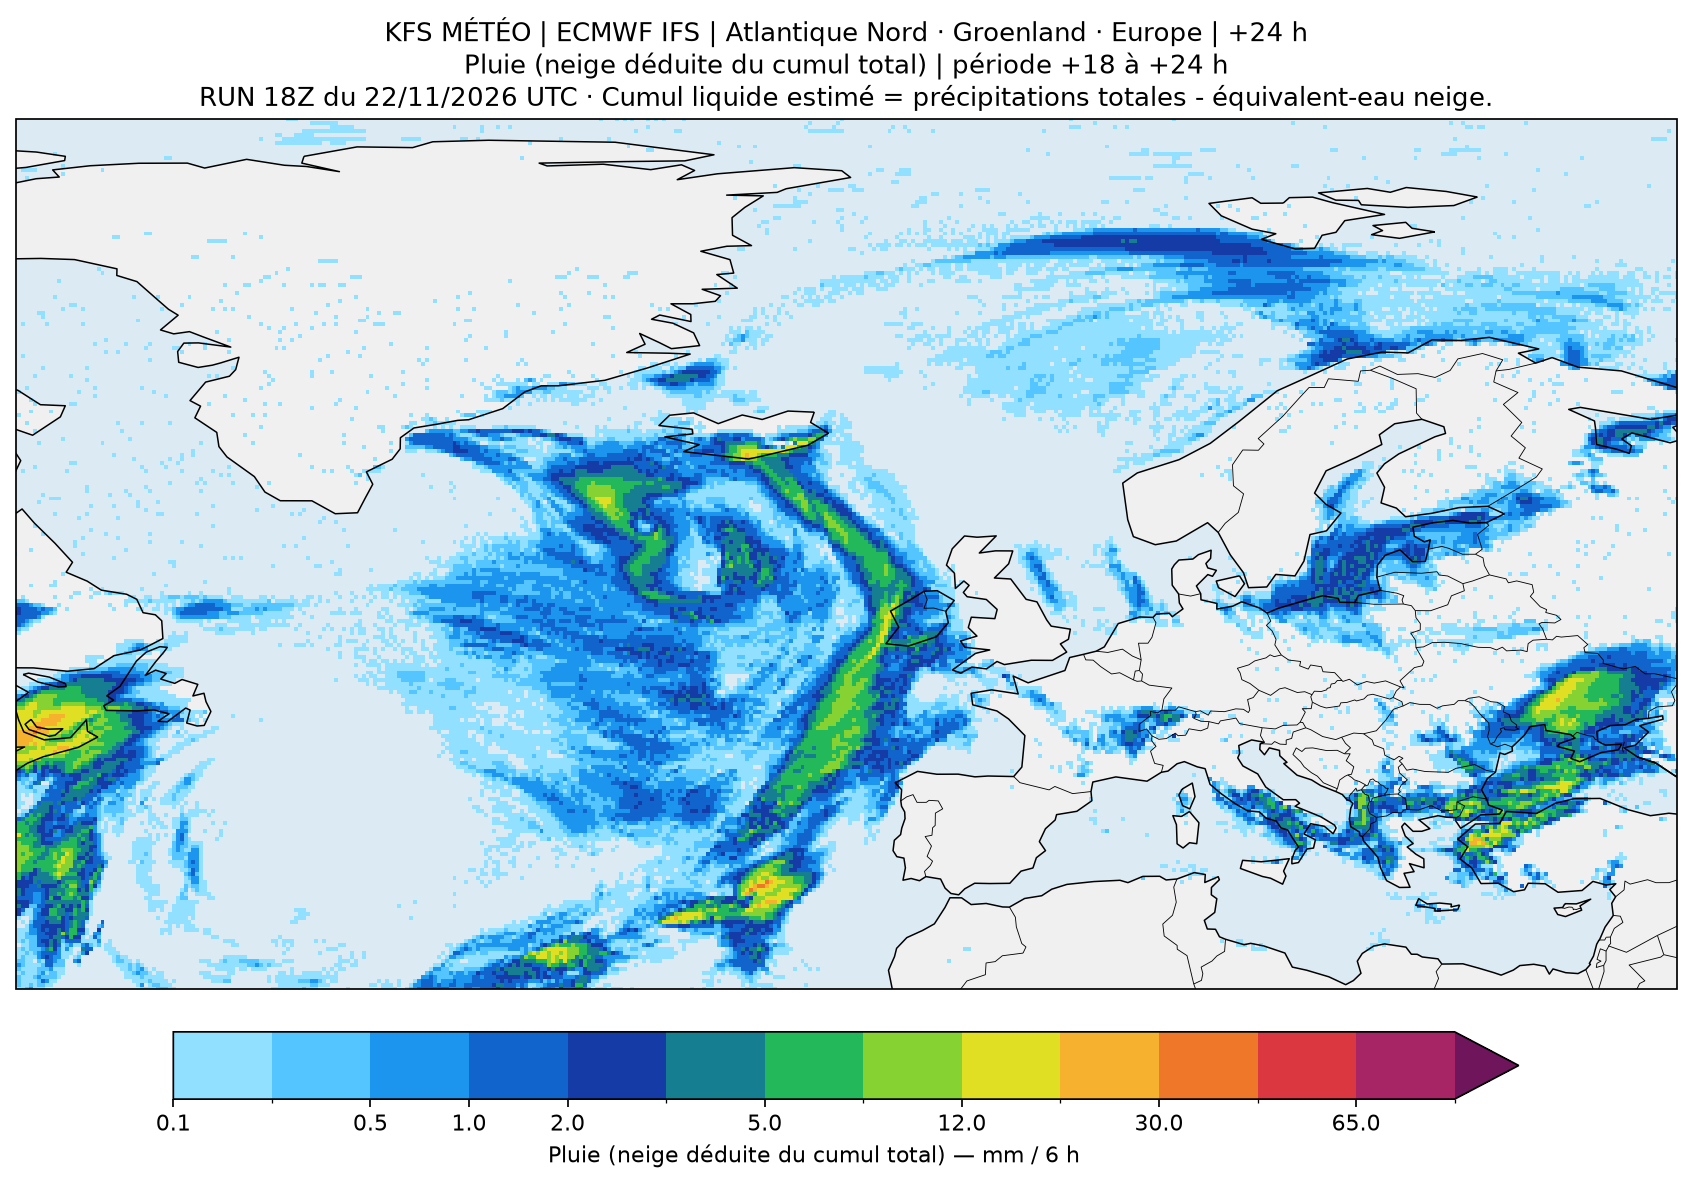 KFS MÉTÉO | ECMWF IFS | Atlantique Nord · Groenland · Europe | +24 h
Pluie (neige déduite du cumul total) | période +18 à +24 h
RUN 18Z du 22/11/2026 UTC · Cumul liquide estimé = précipitations totales - équivalent-eau neige.
0.1 0.5 1.0 2.0 5.0 12.0 30.0 65.0
Pluie (neige déduite du cumul total) — mm / 6 h